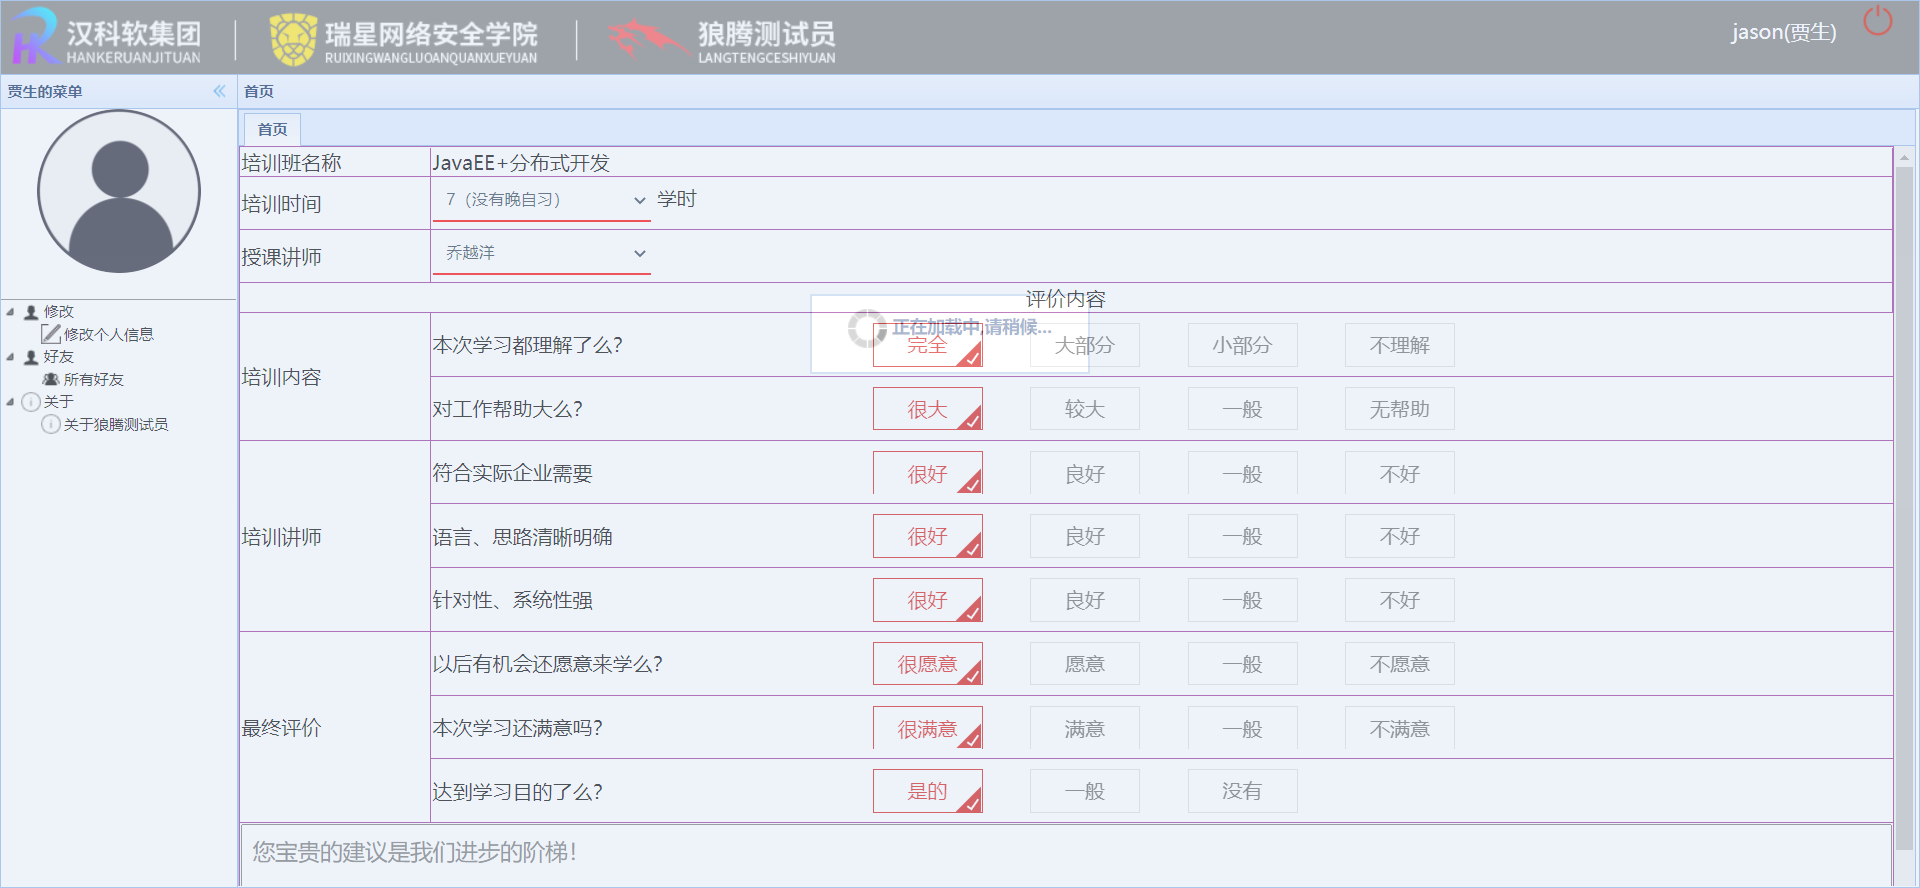 汉科软集团
HANKERUANJITUAN
瑞星网络安全学院
RUIXINGWANGLUOANQUANXUEYUAN
狼腾测试员
LANGTENGCESHIYUAN
jason(贾生)
贾生的菜单
首页
首页
修改
修改个人信息
好友
所有好友
关于
关于狼腾测试员
培训班名称 JavaEE+分布式开发
培训时间 7（没有晚自习） 学时
授课讲师 乔越洋
评价内容
正在加载中,请稍候...
培训内容
本次学习都理解了么？ 完全 大部分 小部分 不理解
对工作帮助大么？ 很大 较大 一般 无帮助
培训讲师
符合实际企业需要 很好 良好 一般 不好
语言、思路清晰明确 很好 良好 一般 不好
针对性、系统性强 很好 良好 一般 不好
最终评价
以后有机会还愿意来学么？ 很愿意 愿意 一般 不愿意
本次学习还满意吗？ 很满意 满意 一般 不满意
达到学习目的了么？ 是的 一般 没有
您宝贵的建议是我们进步的阶梯！